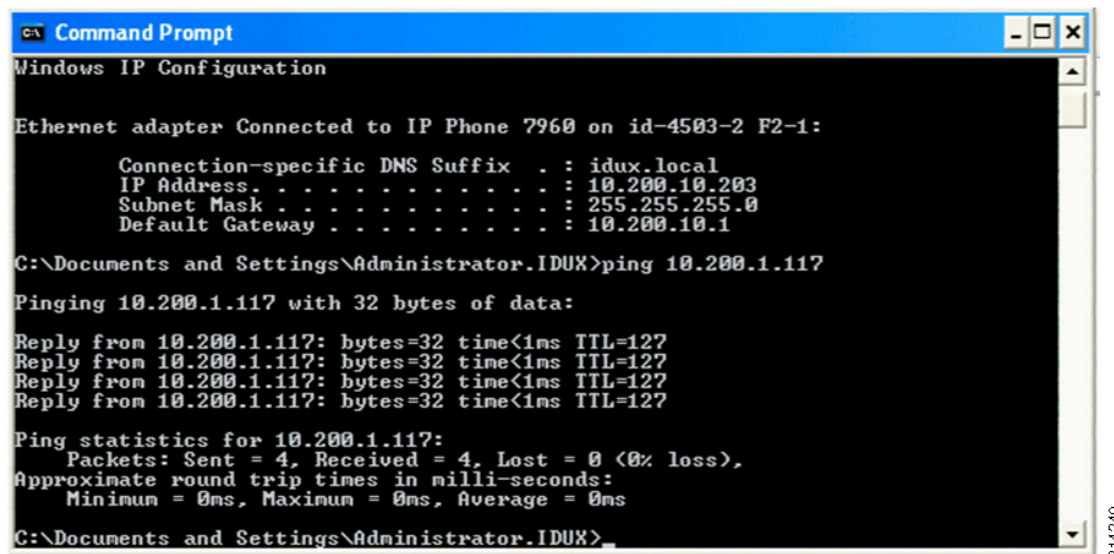 Command Prompt
Windows IP Configuration
Ethernet adapter Connected to IP Phone 7960 on id-4503-2 F2-1:
Connection-specific DNS Suffix . : idux.local
IP Address. . . . . . . . . . . . : 10.200.10.203
Subnet Mask . . . . . . . . . . . : 255.255.255.0
Default Gateway . . . . . . . . . : 10.200.10.1
C:\Documents and Settings\Administrator.IDUX>ping 10.200.1.117
Pinging 10.200.1.117 with 32 bytes of data:
Reply from 10.200.1.117: bytes=32 time<1ms TTL=127
Reply from 10.200.1.117: bytes=32 time<1ms TTL=127
Reply from 10.200.1.117: bytes=32 time<1ms TTL=127
Reply from 10.200.1.117: bytes=32 time<1ms TTL=127
Ping statistics for 10.200.1.117:
Packets: Sent = 4, Received = 4, Lost = 0 (0% loss),
Approximate round trip times in milli-seconds:
Minimum = 0ms, Maximum = 0ms, Average = 0ms
C:\Documents and Settings\Administrator.IDUX>_